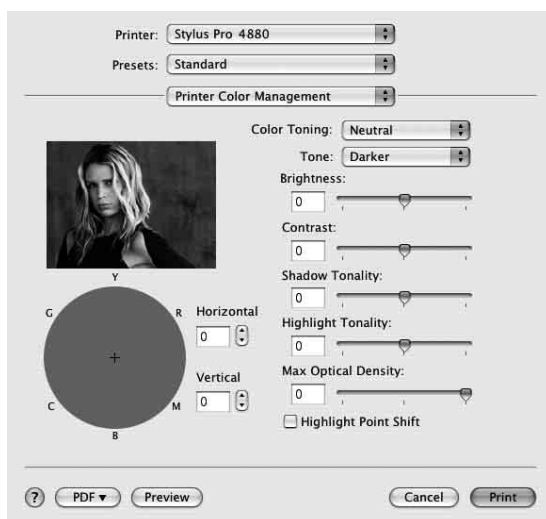 Printer: Stylus Pro 4880
Presets: Standard
Printer Color Management
Color Toning: Neutral
Tone: Darker
Brightness:
0
Contrast:
0
Shadow Tonality:
0
Highlight Tonality:
0
Max Optical Density:
0
Highlight Point Shift
Y
G R
C M
B
Horizontal
0
Vertical
0
? PDF▼ Preview Cancel Print